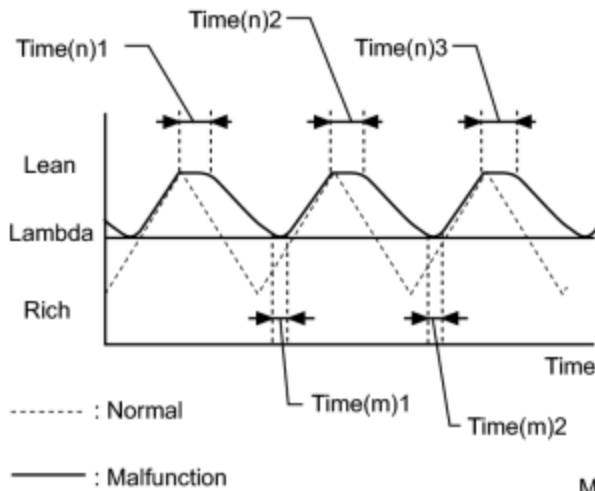 Time(n)2
Time(n)1
Time(n)3
Lean
Lambda
Rich
Time
Time(m)1
Time(m)2
: Normal
: Malfunction
M